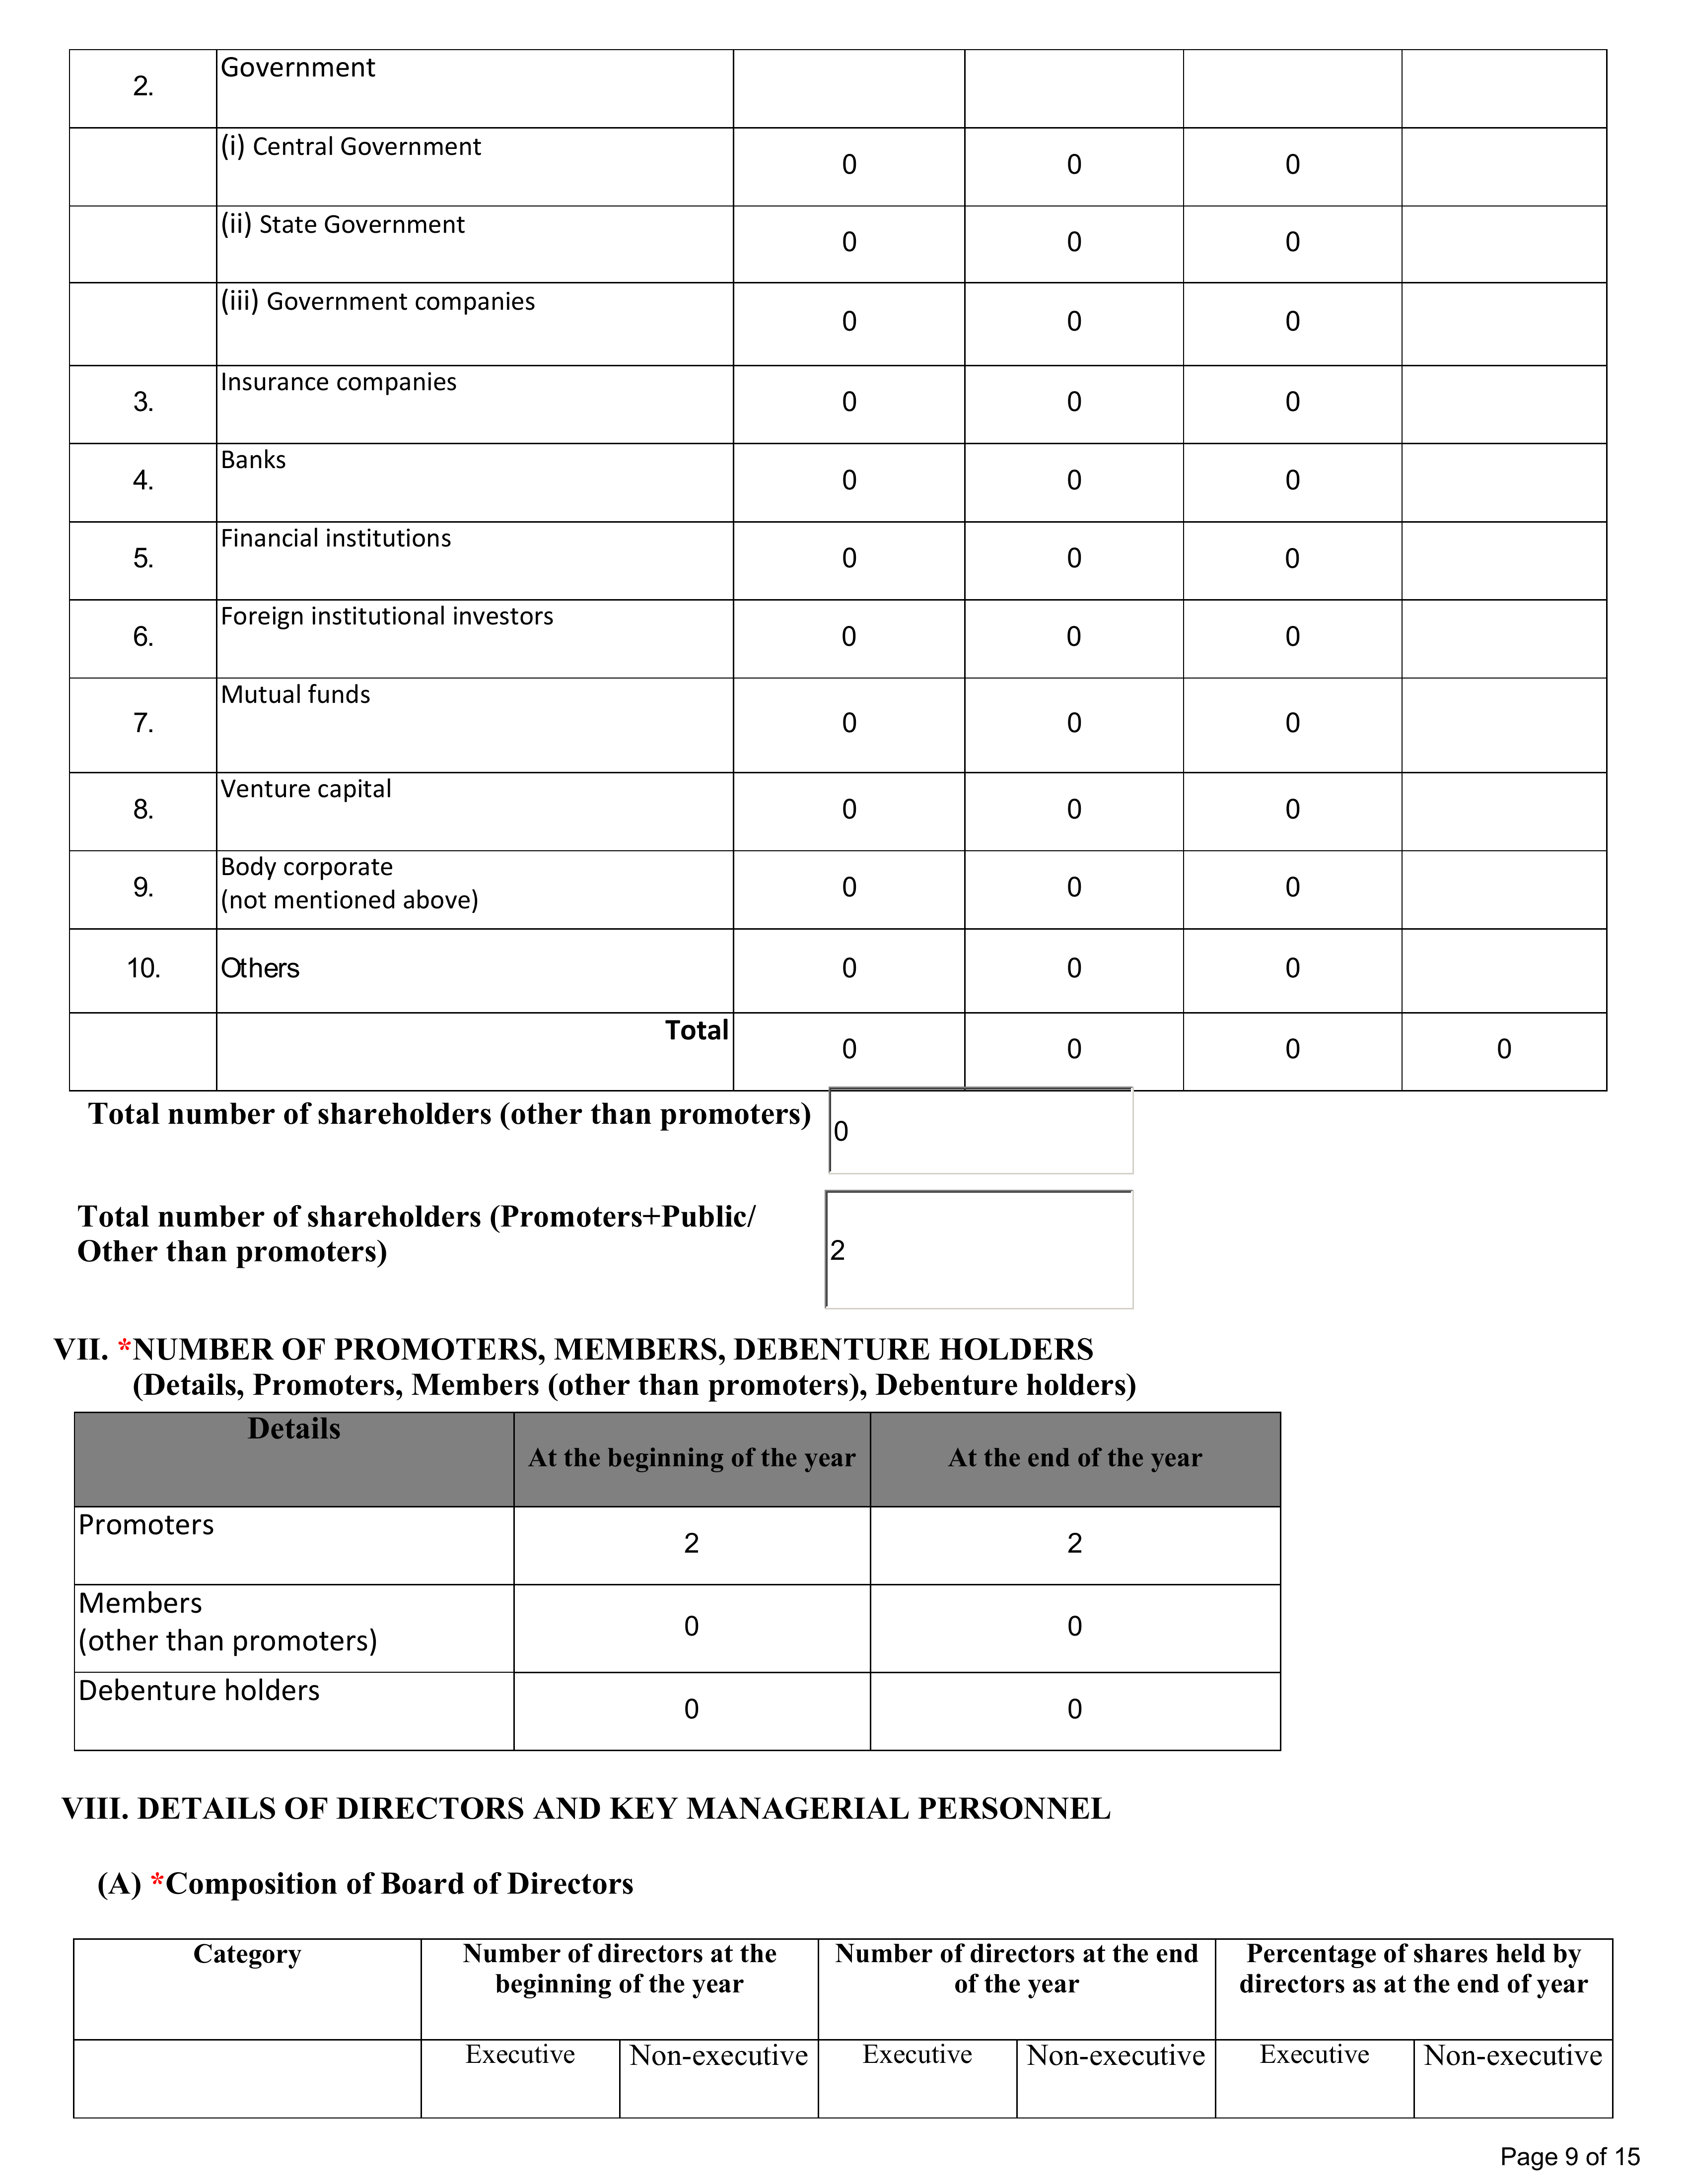 2. Government
(i) Central Government 0 0 0
(ii) State Government 0 0 0
(iii) Government companies 0 0 0
3. Insurance companies 0 0 0
4. Banks 0 0 0
5. Financial institutions 0 0 0
6. Foreign institutional investors 0 0 0
7. Mutual funds 0 0 0
8. Venture capital 0 0 0
9. Body corporate
(not mentioned above) 0 0 0
10. Others 0 0 0
Total 0 0 0 0
Total number of shareholders (other than promoters) 0
Total number of shareholders (Promoters+Public/
Other than promoters) 2
VII. *NUMBER OF PROMOTERS, MEMBERS, DEBENTURE HOLDERS
(Details, Promoters, Members (other than promoters), Debenture holders)
Details At the beginning of the year At the end of the year
Promoters 2 2
Members
(other than promoters) 0 0
Debenture holders 0 0
VIII. DETAILS OF DIRECTORS AND KEY MANAGERIAL PERSONNEL
(A) *Composition of Board of Directors
Category Number of directors at the Number of directors at the end Percentage of shares held by
beginning of the year of the year directors as at the end of year
Executive Non-executive Executive Non-executive Executive Non-executive
Page 9 of 15